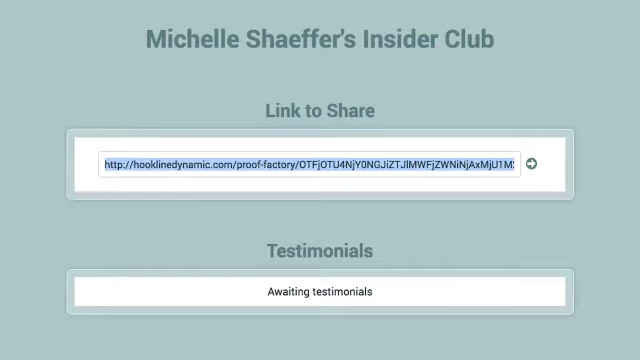 Michelle Shaeffer's Insider Club
Link to Share
http://hooklinedynamic.com/proof-factory/OTFjOTU4NjY0NGJiZTJlMWFjZWNiNjAxMjU1M
Testimonials
Awaiting testimonials